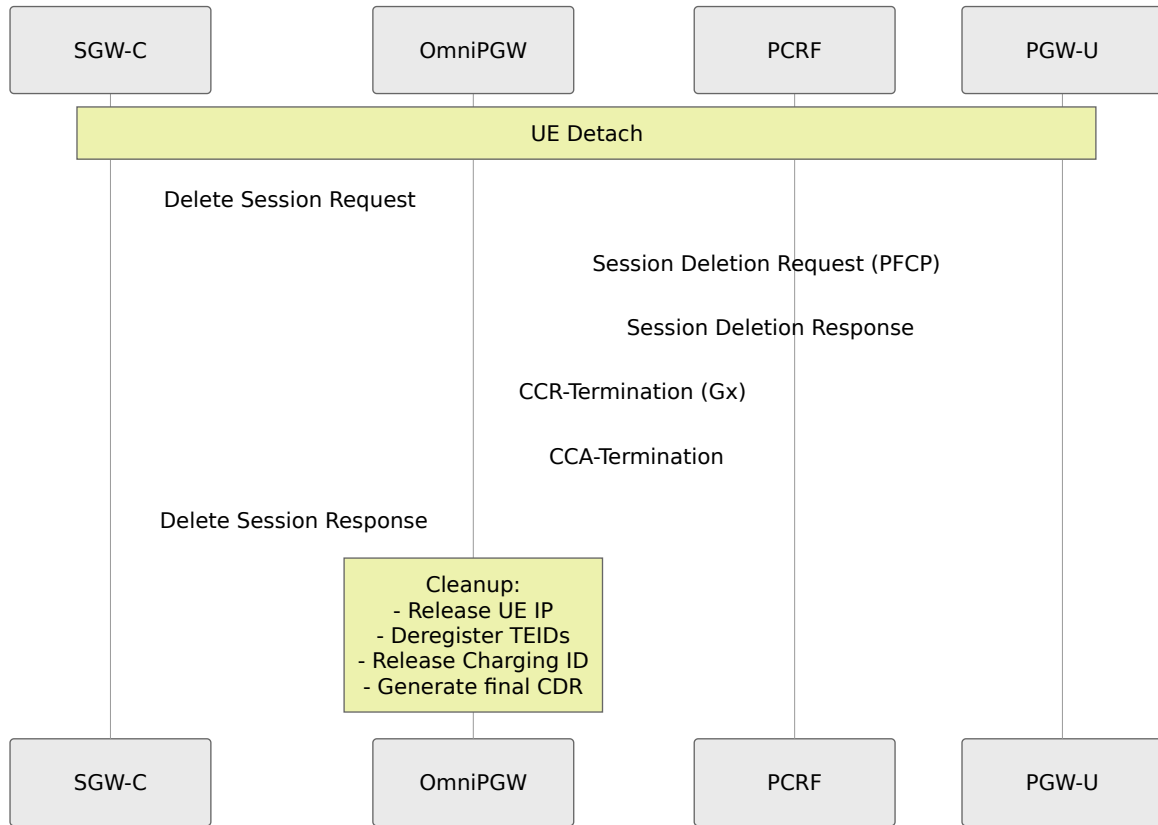 SGW-C
OmniPGW
PCRF
PGW-U
UE Detach
Delete Session Request
Session Deletion Request (PFCP)
Session Deletion Response
CCR-Termination (Gx)
CCA-Termination
Delete Session Response
Cleanup:
- Release UE IP
- Deregister TEIDs
- Release Charging ID
- Generate final CDR
SGW-C
OmniPGW
PCRF
PGW-U